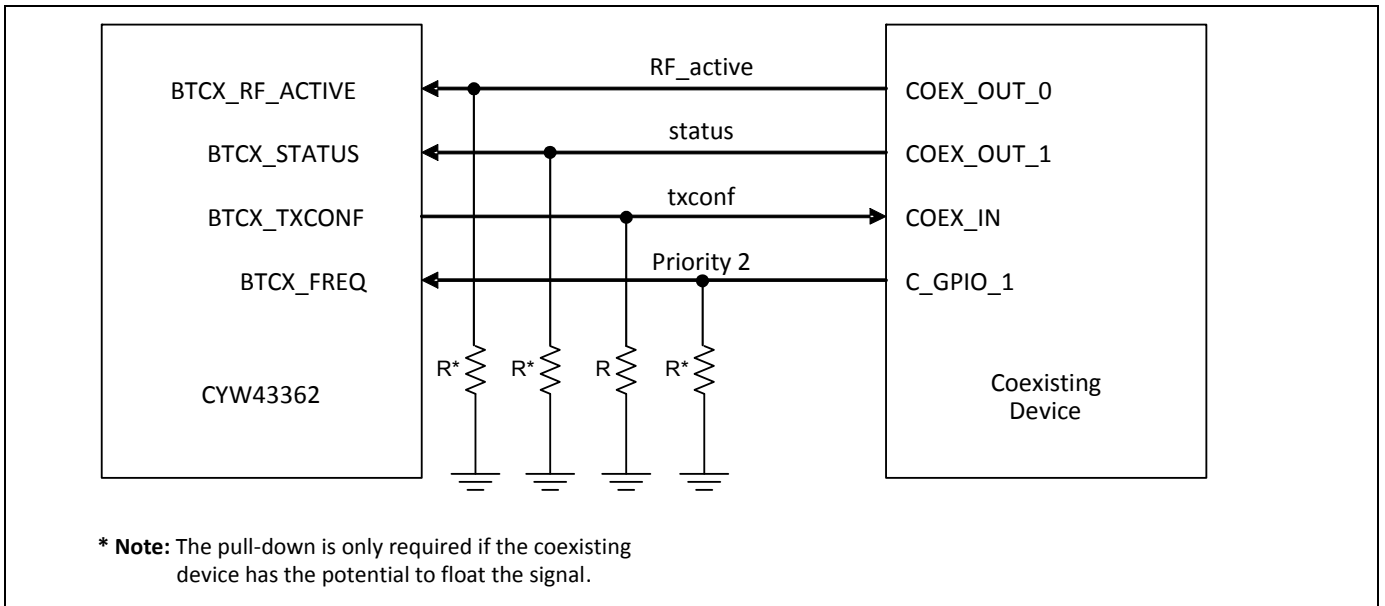 RF_active
BTCX_RF_ACTIVE
COEX_OUT_0
status
BTCX_STATUS
COEX_OUT_1
txconf
BTCX_TXCONF
COEX_IN
Priority 2
BTCX_FREQ
C_GPIO_1
R*
R*
R
R*
CYW43362
Coexisting
Device
* Note: The pull-down is only required if the coexisting
device has the potential to float the signal.